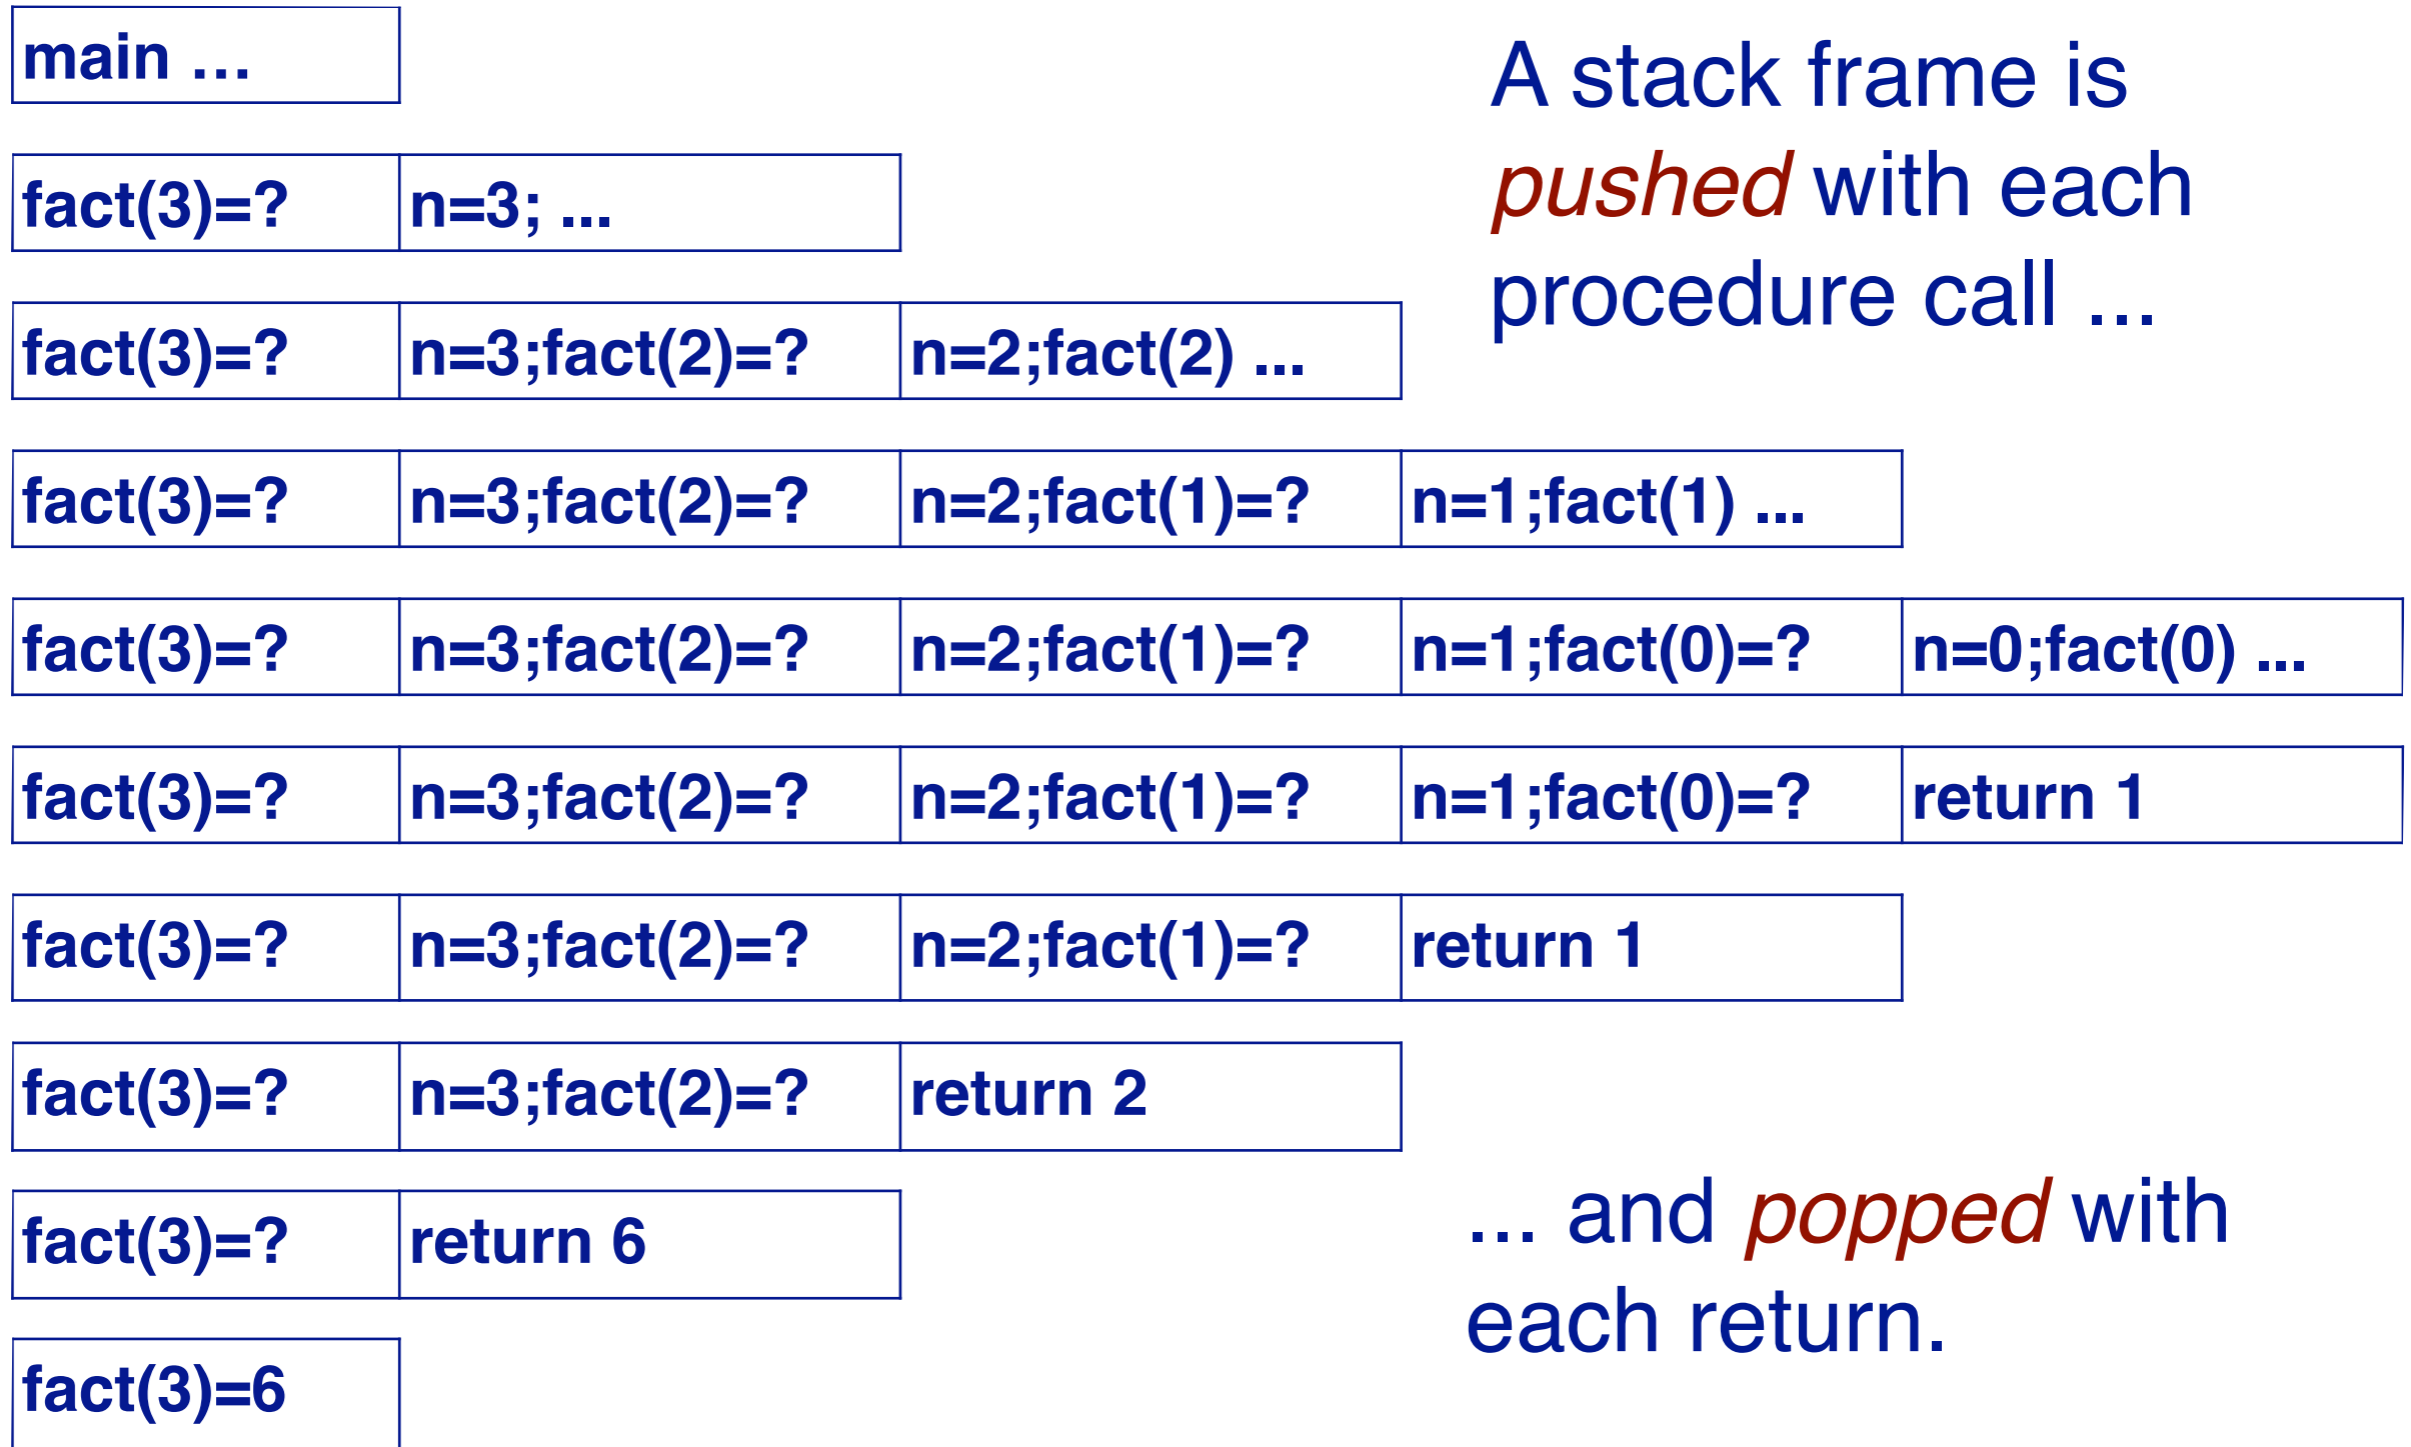 main ...
A stack frame is
pushed with each
procedure call ...
fact(3)=? n=3; ...
fact(3)=? n=3;fact(2)=? n=2;fact(2) ...
fact(3)=? n=3;fact(2)=? n=2;fact(1)=? n=1;fact(1) ...
fact(3)=? n=3;fact(2)=? n=2;fact(1)=? n=1;fact(0)=? n=0;fact(0) ...
fact(3)=? n=3;fact(2)=? n=2;fact(1)=? n=1;fact(0)=? return 1
fact(3)=? n=3;fact(2)=? n=2;fact(1)=? return 1
fact(3)=? n=3;fact(2)=? return 2
fact(3)=? return 6
fact(3)=6
... and popped with
each return.